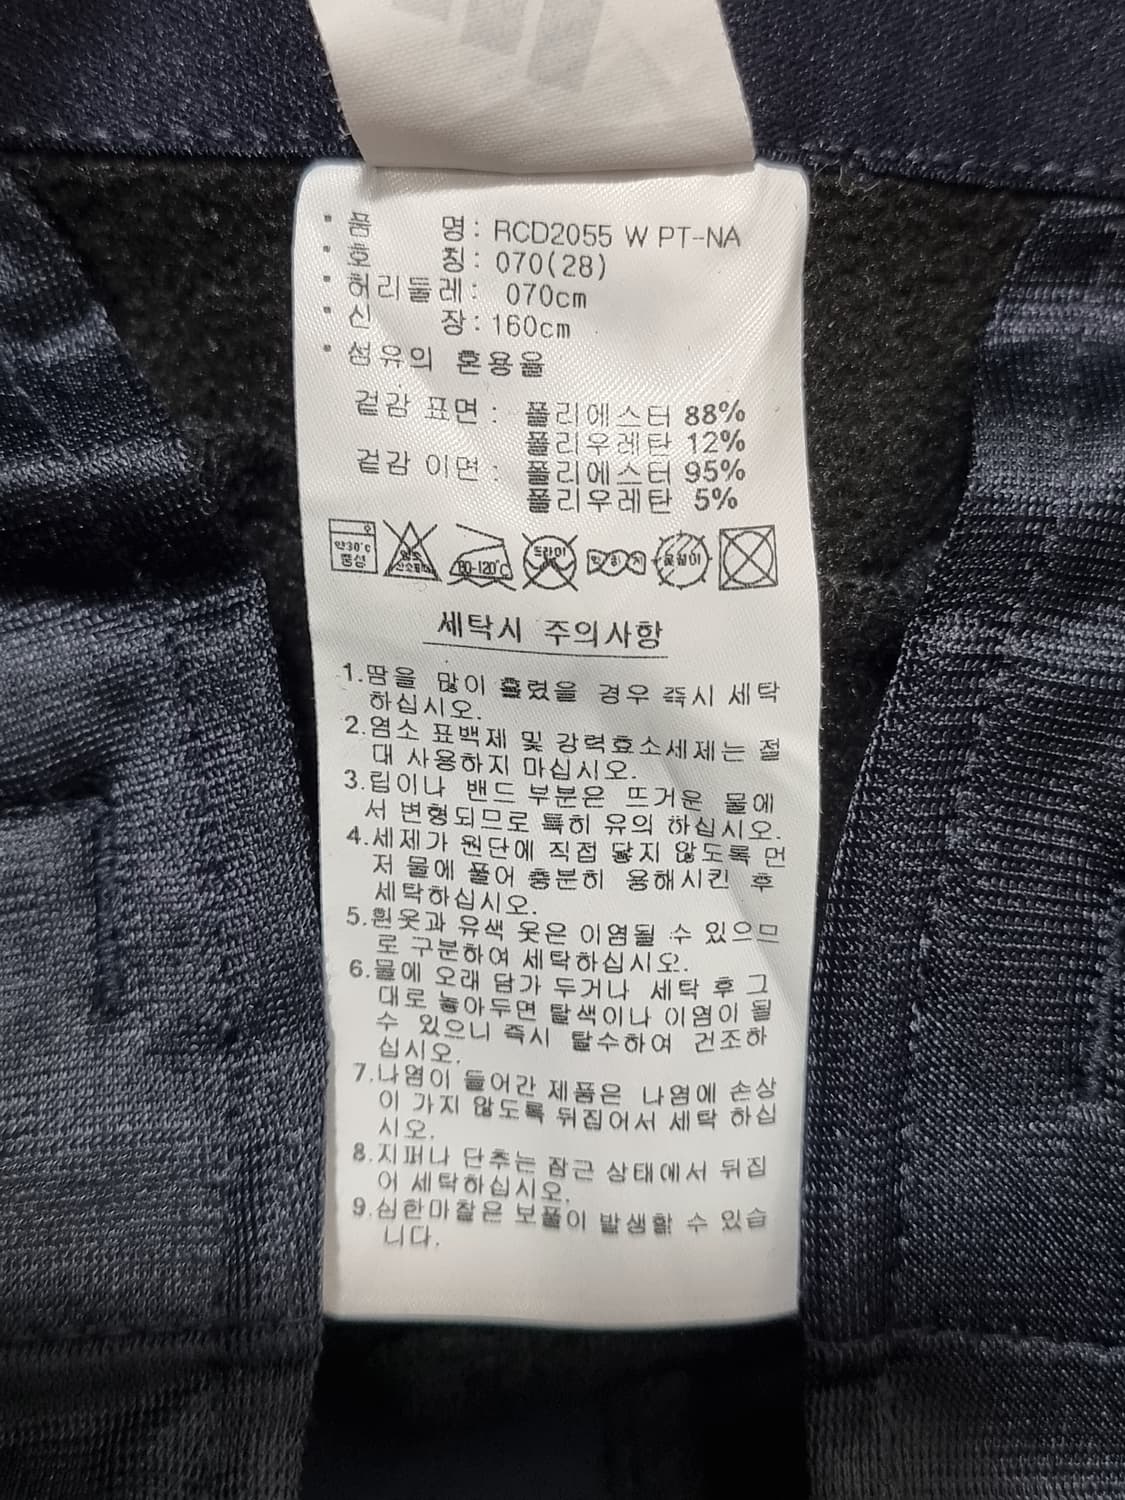 · 품 명 : RCD2055 W PT-NA
· 호 칭 : 070(28)
· 허리둘레 : 070cm
· 신 장 : 160cm
· 섬유의 혼용율
겉감 표면 : 폴리에스터 88%
폴리우레탄 12%
겉감 이면 : 폴리에스터 95%
폴리우레탄 5%
약30℃ 중성 80-120℃ 드라이 옷걸이
세탁시 주의사항
1.땀을 많이 흘렸을 경우 즉시 세탁
하십시오.
2.염소 표백제 및 강력효소세제는 절
대 사용하지 마십시오.
3.립이나 밴드 부분은 뜨거운 물에
서 변형되므로 특히 유의 하십시오.
4.세제가 원단에 직접 닿지 않도록 먼
저 물에 풀어 충분히 용해시킨 후
세탁하십시오.
5.흰옷과 유색 옷은 이염될 수 있으므
로 구분하여 세탁하십시오.
6.물에 오래 담가 두거나 세탁 후 그
대로 놓아두면 탈색이나 이염이 될
수 있으니 즉시 탈수하여 건조하
십시오.
7.나염이 들어간 제품은 나염에 손상
이 가지 않도록 뒤집어서 세탁 하십
시오.
8.지퍼나 단추는 잠근 상태에서 뒤집
어 세탁하십시오.
9.심한마찰은 보풀이 발생할 수 있습
니다.